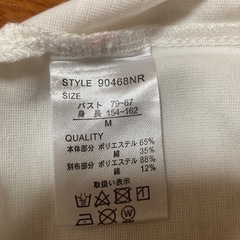 STYLE 90468NR
SIZE
バスト 79-87
身長 154-162
M
QUALITY
本体部分 ポリエステル 65%
綿 35%
別布部分 ポリエステル 88%
綿 12%
取扱い表示